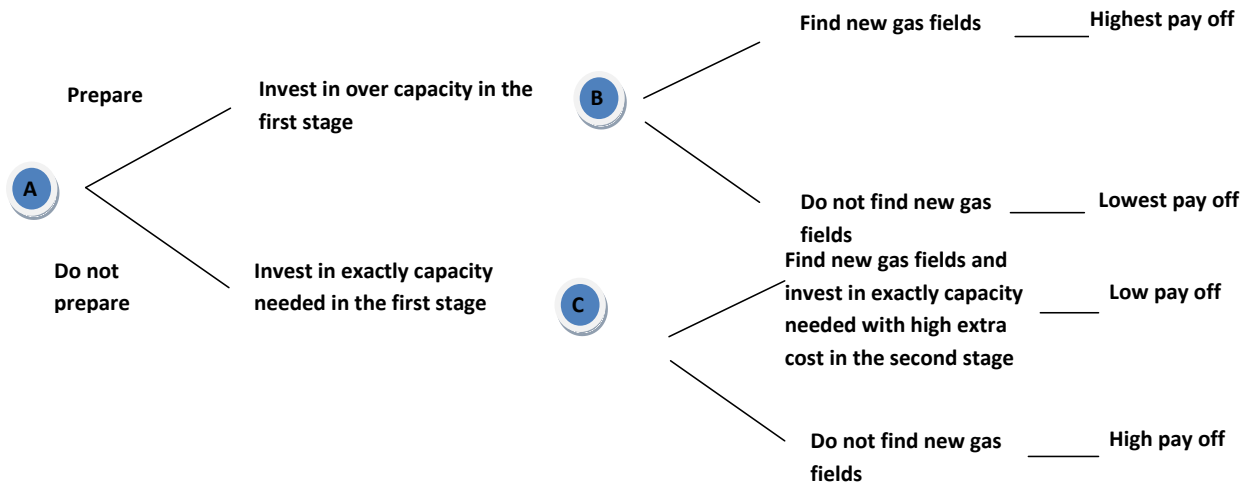 Find new gas fields
Highest pay off
Prepare
Invest in over capacity in the
first stage
B
A
Do not find new gas
fields
Lowest pay off
Do not
prepare
Invest in exactly capacity
needed in the first stage
C
Find new gas fields and
invest in exactly capacity
needed with high extra
cost in the second stage
Low pay off
Do not find new gas
fields
High pay off